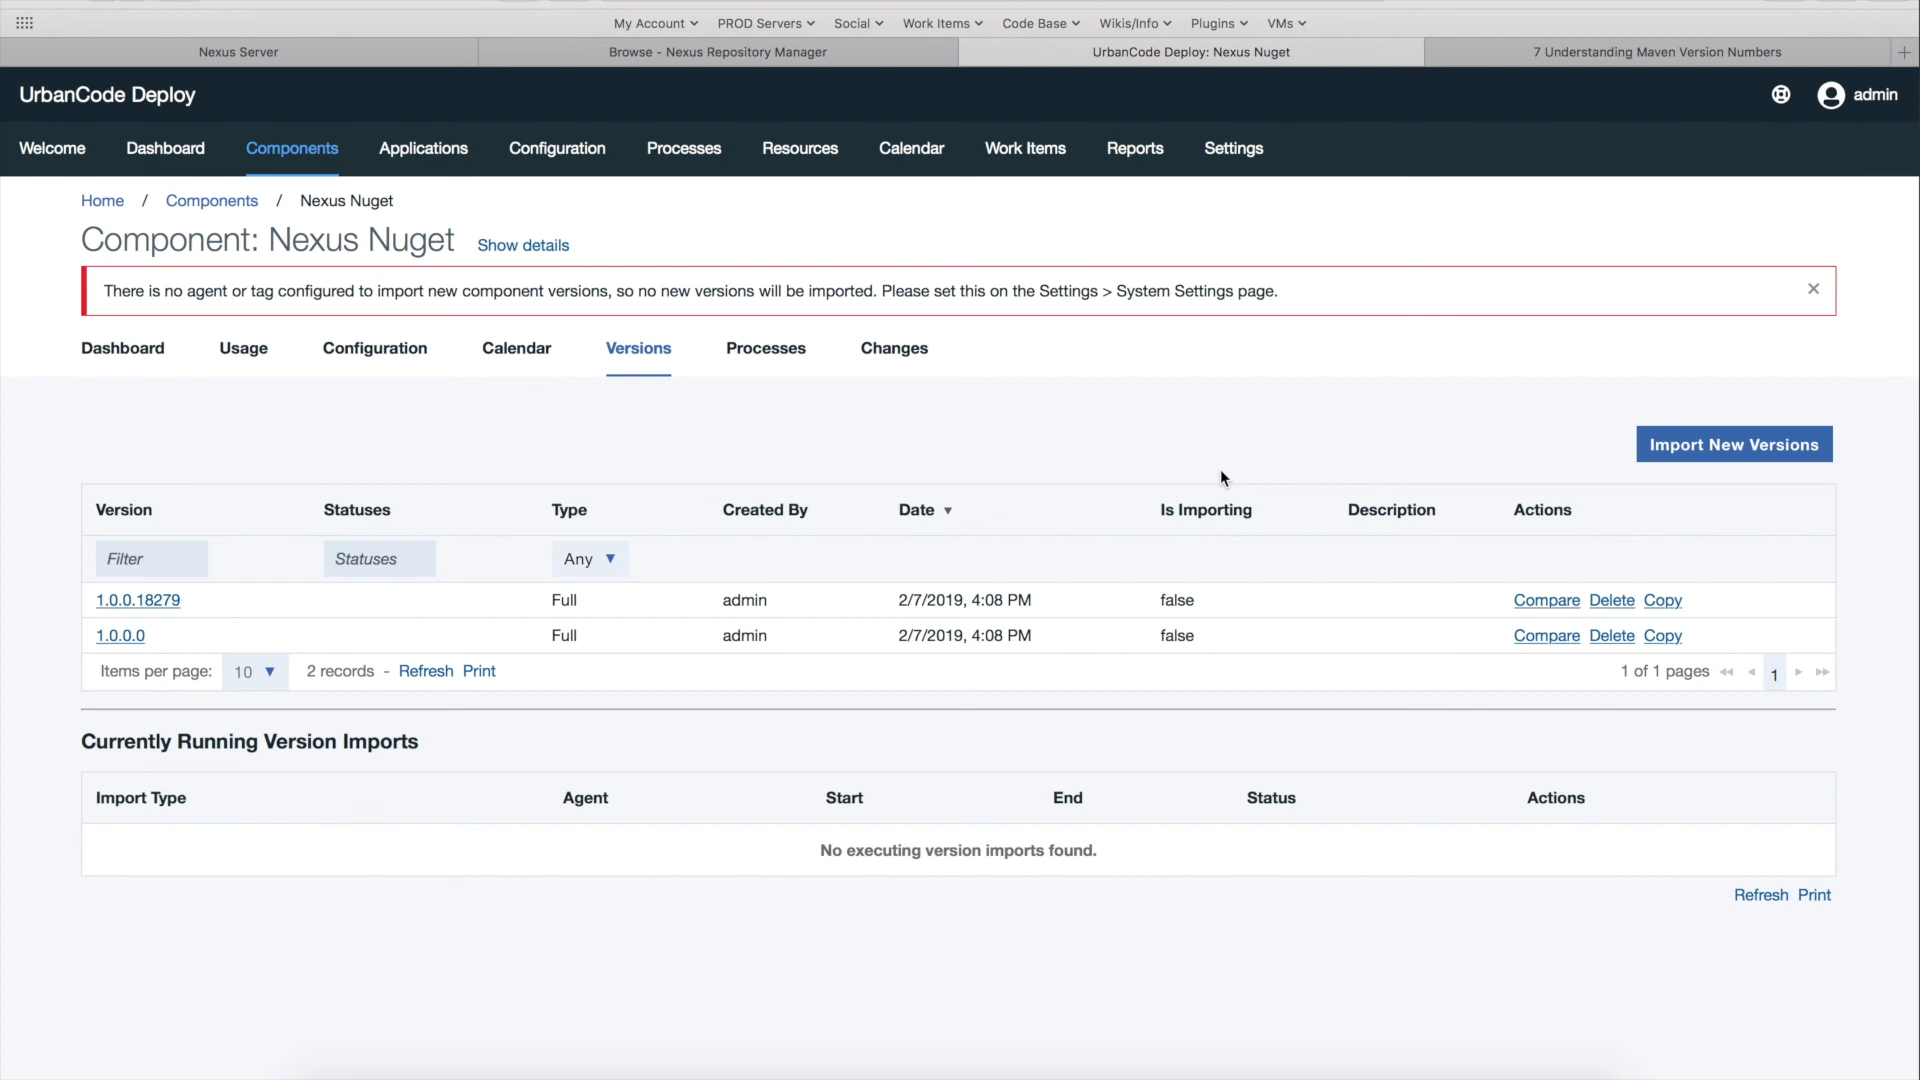 My Account PROD Servers Social Work Items Code Base Wikis/Info Plugins VMs
Nexus Server Browse - Nexus Repository Manager UrbanCode Deploy: Nexus Nuget 7 Understanding Maven Version Numbers
UrbanCode Deploy admin
Welcome Dashboard Components Applications Configuration Processes Resources Calendar Work Items Reports Settings
Home / Components / Nexus Nuget
Component: Nexus Nuget Show details
There is no agent or tag configured to import new component versions, so no new versions will be imported. Please set this on the Settings > System Settings page.
Dashboard Usage Configuration Calendar Versions Processes Changes
Import New Versions
Version Statuses Type Created By Date Is Importing Description Actions
Filter Statuses Any
1.0.0.18279 Full admin 2/7/2019, 4:08 PM false Compare Delete Copy
1.0.0.0 Full admin 2/7/2019, 4:08 PM false Compare Delete Copy
Items per page: 10 2 records - Refresh Print 1 of 1 pages 1
Currently Running Version Imports
Import Type Agent Start End Status Actions
No executing version imports found.
Refresh Print